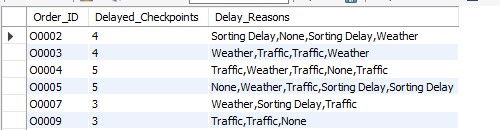 Order_ID Delayed_Checkpoints Delay_Reasons
O0002 4 Sorting Delay,None,Sorting Delay,Weather
O0003 4 Weather,Traffic,Traffic,Weather
O0004 5 Traffic,Weather,Traffic,None,Traffic
O0005 5 None,Weather,Traffic,Sorting Delay,Sorting Delay
O0007 3 Weather,Sorting Delay,Traffic
O0009 3 Traffic,Traffic,None